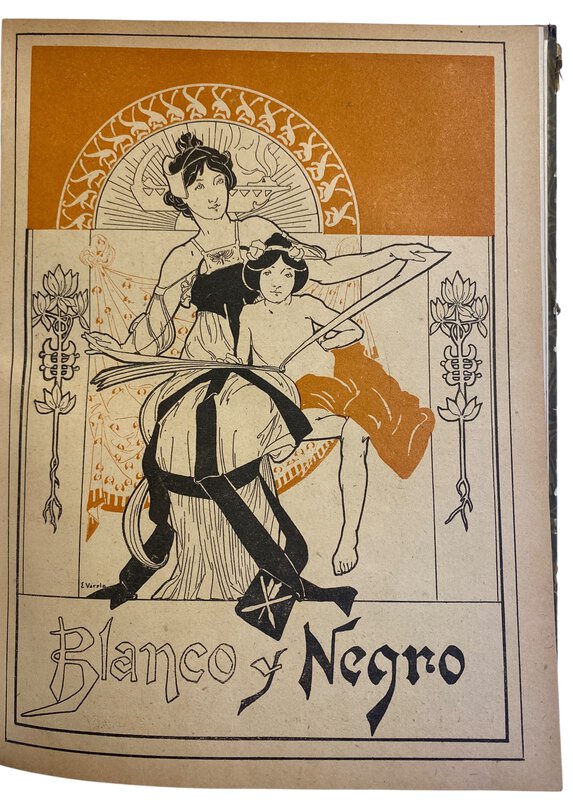 E. Varela
Blanco y Negro